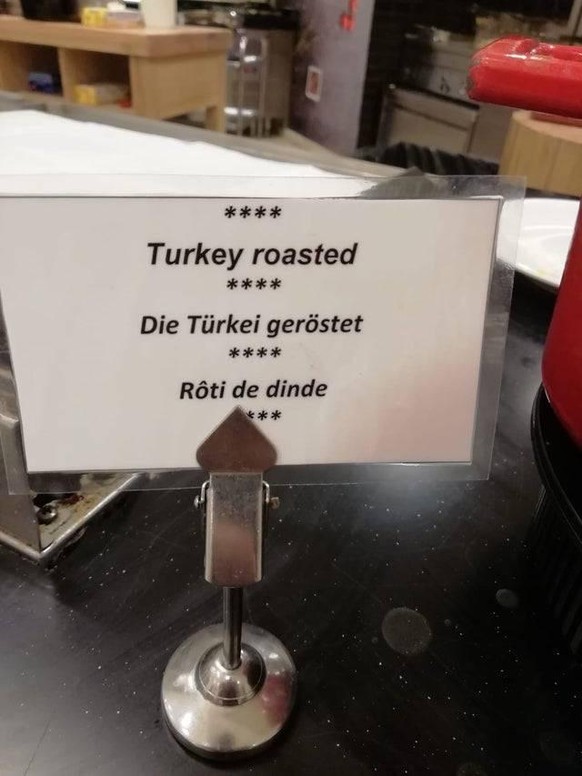 ****
Turkey roasted
****
Die Türkei geröstet
****
Rôti de dinde
***